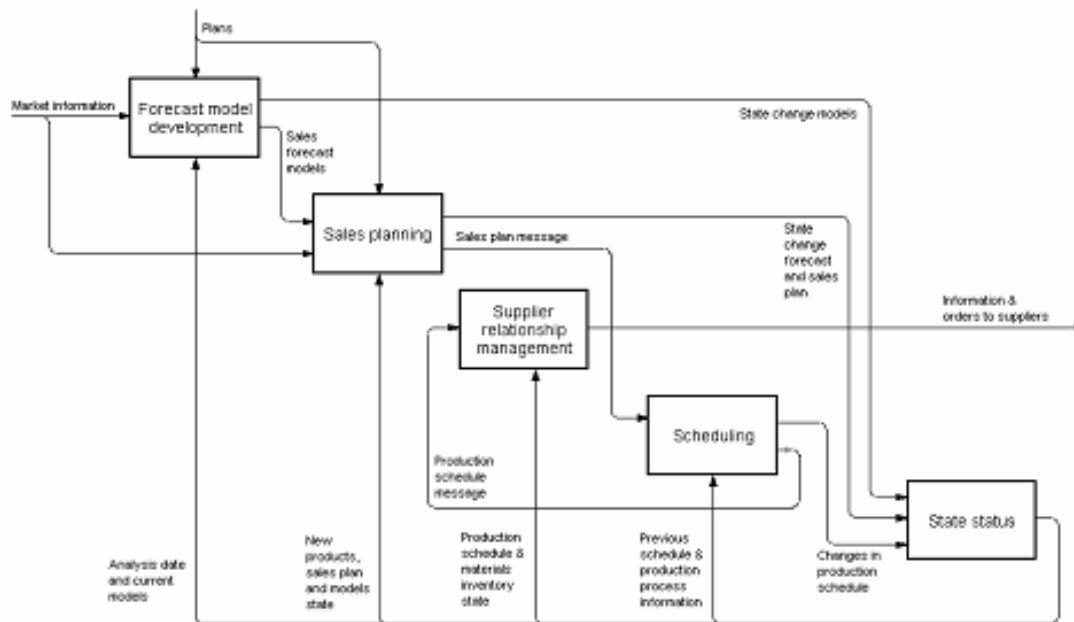 Plans
Market information
Forecast model
development
State change models
Sales
forecast
models
Sales planning
Sales plan message
State
change
forecast
and sales
plan
Information &
orders to suppliers
Supplier
relationship
management
Scheduling
Production
schedule
message
State status
Analysis date
and current
models
New
products,
sales plan
and models
state
Production
schedule &
materials
inventory
state
Previous
schedule &
production
process
information
Changes in
production
schedule